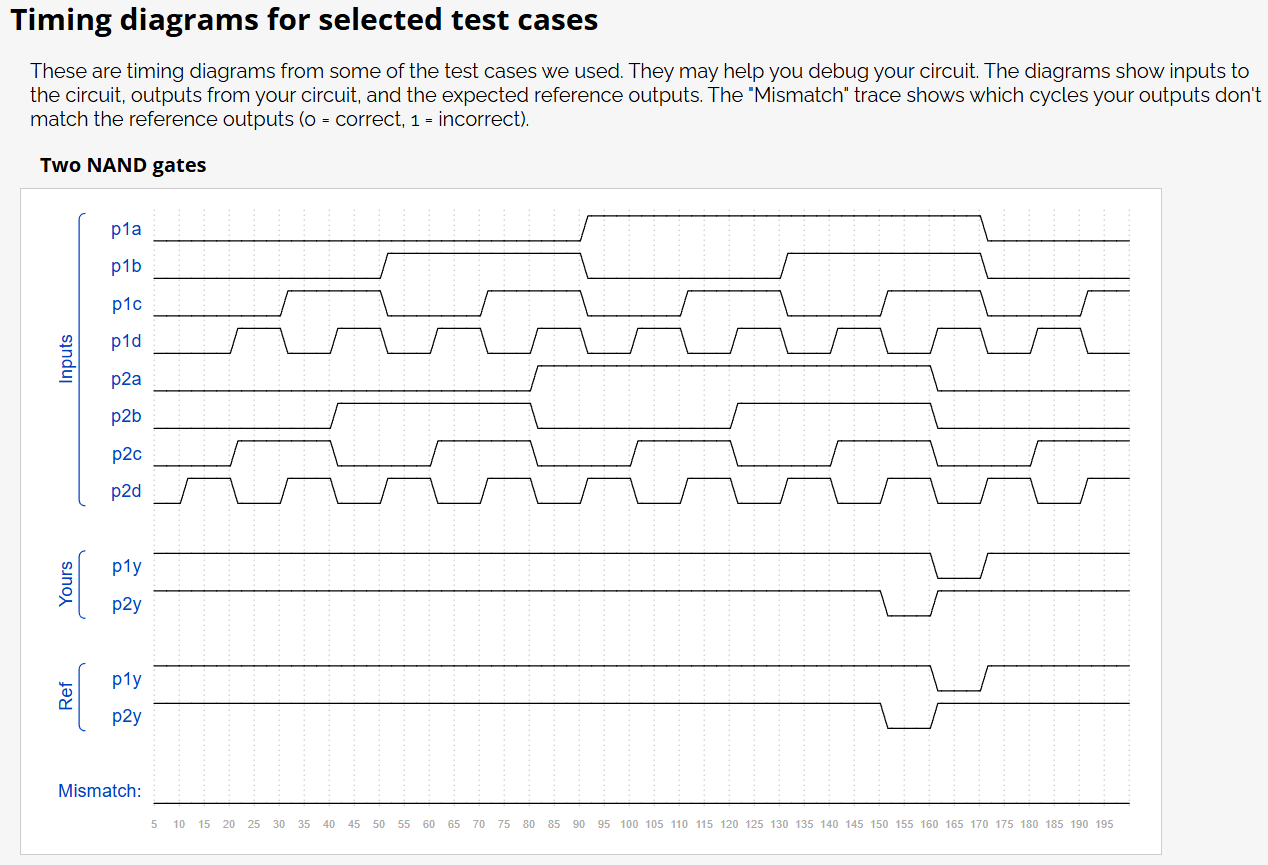 Timing diagrams for selected test cases
These are timing diagrams from some of the test cases we used. They may help you debug your circuit. The diagrams show inputs to
the circuit, outputs from your circuit, and the expected reference outputs. The "Mismatch" trace shows which cycles your outputs don't
match the reference outputs (0 = correct, 1 = incorrect).
Two NAND gates
Inputs
p1a
p1b
p1c
p1d
p2a
p2b
p2c
p2d
Yours
p1y
p2y
Ref
p1y
p2y
Mismatch:
5 10 15 20 25 30 35 40 45 50 55 60 65 70 75 80 85 90 95 100 105 110 115 120 125 130 135 140 145 150 155 160 165 170 175 180 185 190 195